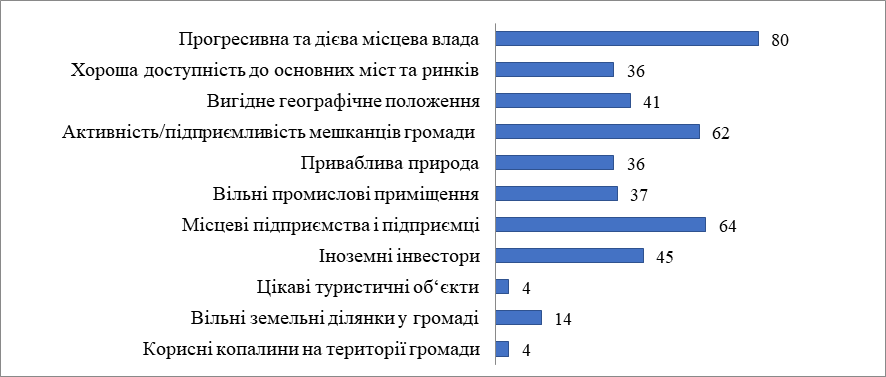 Прогресивна та дієва місцева влада 80
Хороша доступність до основних міст та ринків 36
Вигідне географічне положення 41
Активність/підприємливість мешканців громади 62
Приваблива природа 36
Вільні промислові приміщення 37
Місцеві підприємства і підприємці 64
Іноземні інвестори 45
Цікаві туристичні об‘єкти 4
Вільні земельні ділянки у громаді 14
Корисні копалини на території громади 4